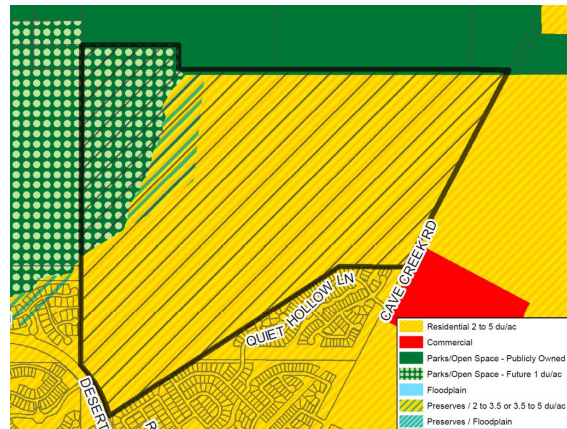 QUIET HOLLOW LN
CAVE CREEK RD
DESERT
Residential 2 to 5 du/ac
Commercial
Parks/Open Space - Publicly Owned
Parks/Open Space - Future 1 du/ac
Floodplain
Preserves / 2 to 3.5 or 3.5 to 5 du/ac
Preserves / Floodplain